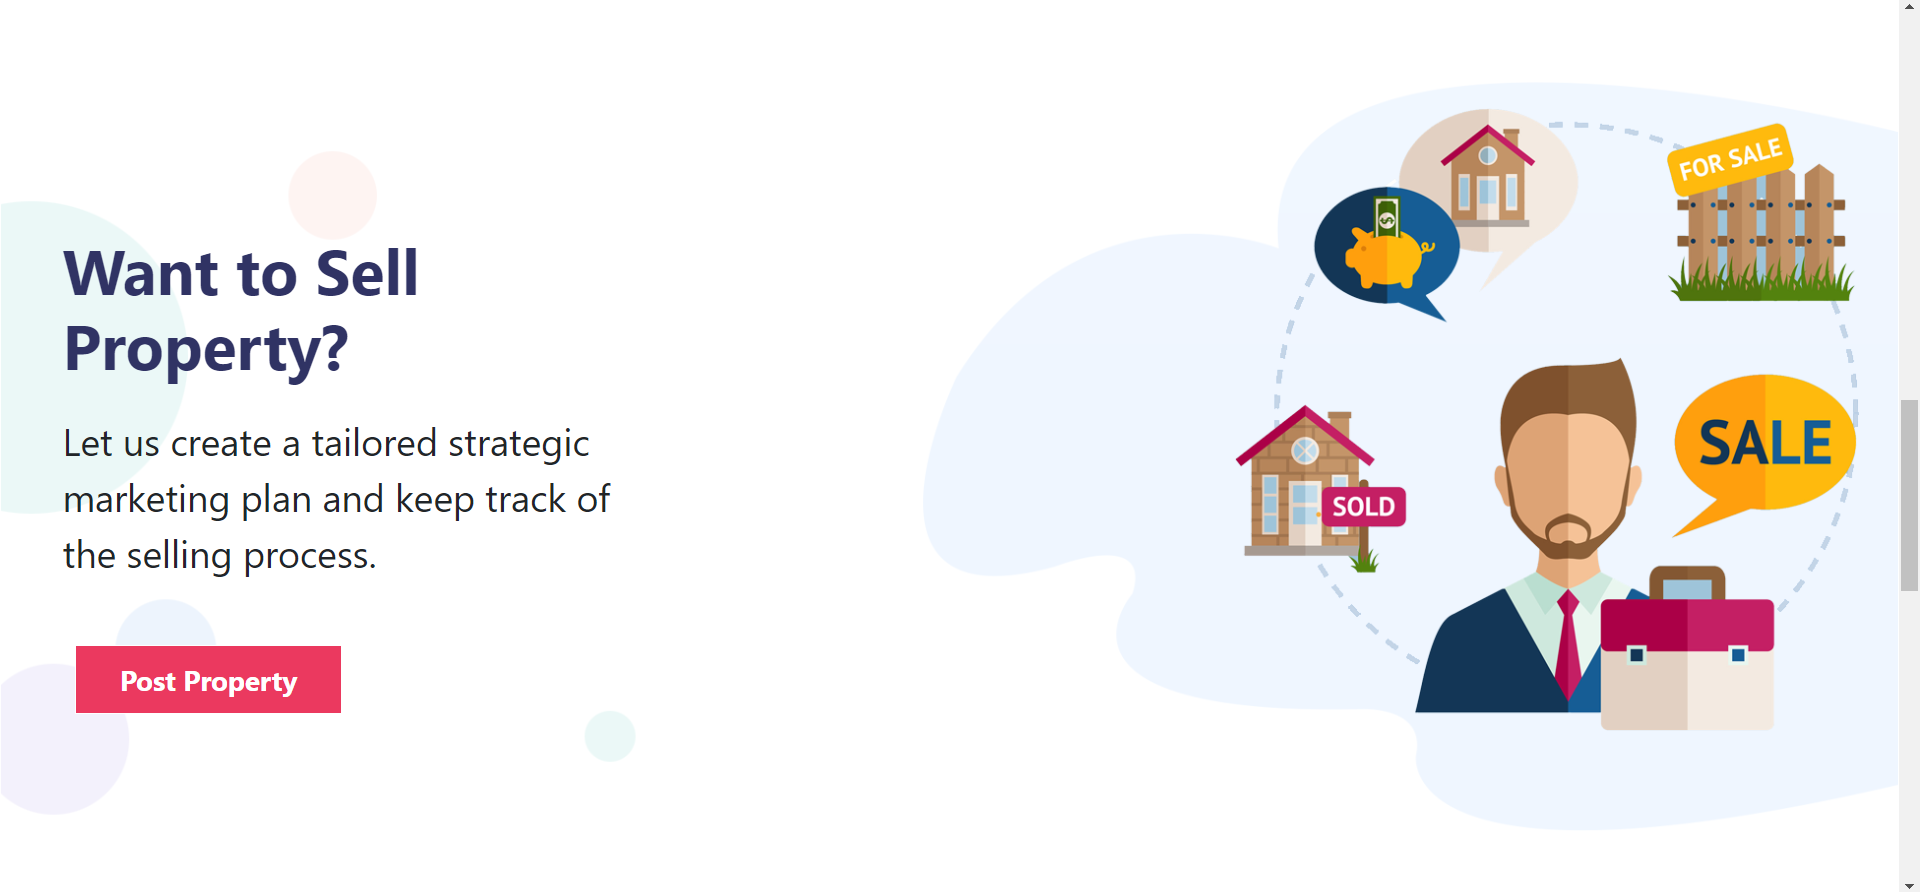 Want to Sell
Property?
Let us create a tailored strategic
marketing plan and keep track of
the selling process.
Post Property
FOR SALE
SALE
SOLD